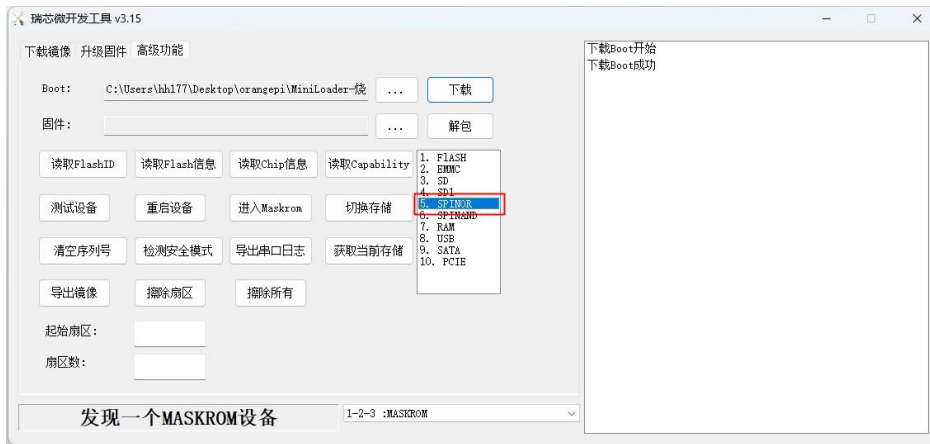 瑞芯微开发工具 v3.15
下载镜像 升级固件 高级功能
Boot: C:\Users\hhl77\Desktop\orangepi\MiniLoader-烧 ... 下载
固件: ... 解包
读取FlashID 读取Flash信息 读取Chip信息 读取Capability
测试设备 重启设备 进入Maskrom 切换存储
清空序列号 检测安全模式 导出串口日志 获取当前存储
导出镜像 擦除扇区 擦除所有
1. FlASH
2. EMMC
3. SD
4. SD1
5. SPINOR
6. SPINAND
7. RAM
8. USB
9. SATA
10. PCIE
起始扇区:
扇区数:
发现一个MASKROM设备 1-2-3 :MASKROM
下载Boot开始
下载Boot成功